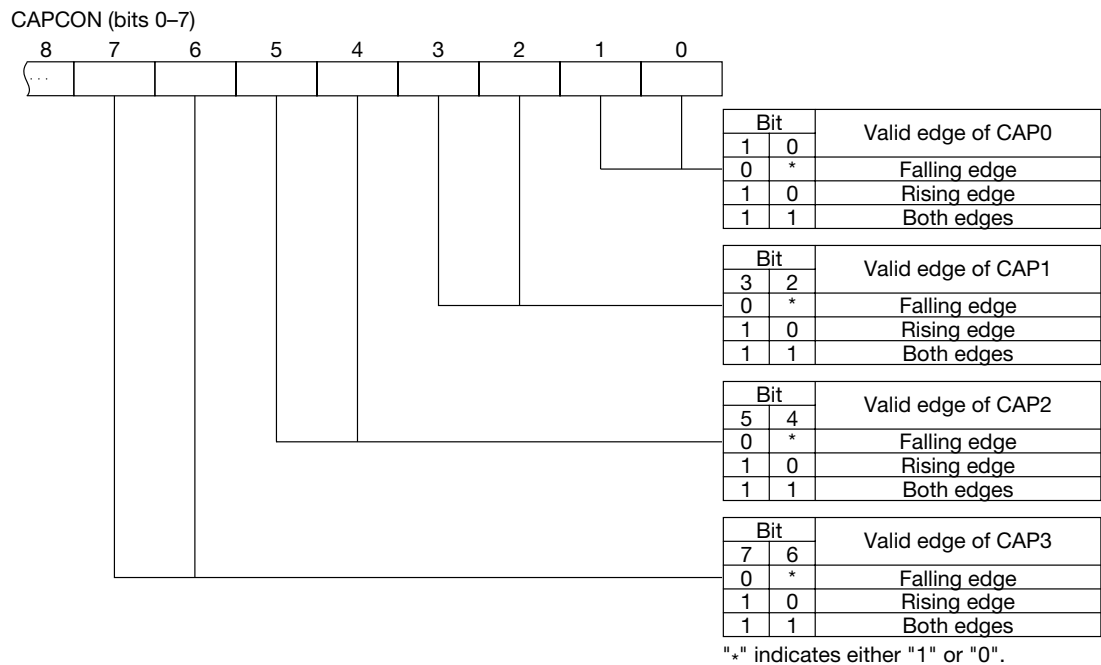 CAPCON (bits 0–7)
8 7 6 5 4 3 2 1 0
...
Bit Valid edge of CAP0
1 0
0 * Falling edge
1 0 Rising edge
1 1 Both edges
Bit Valid edge of CAP1
3 2
0 * Falling edge
1 0 Rising edge
1 1 Both edges
Bit Valid edge of CAP2
5 4
0 * Falling edge
1 0 Rising edge
1 1 Both edges
Bit Valid edge of CAP3
7 6
0 * Falling edge
1 0 Rising edge
1 1 Both edges
"*" indicates either "1" or "0".